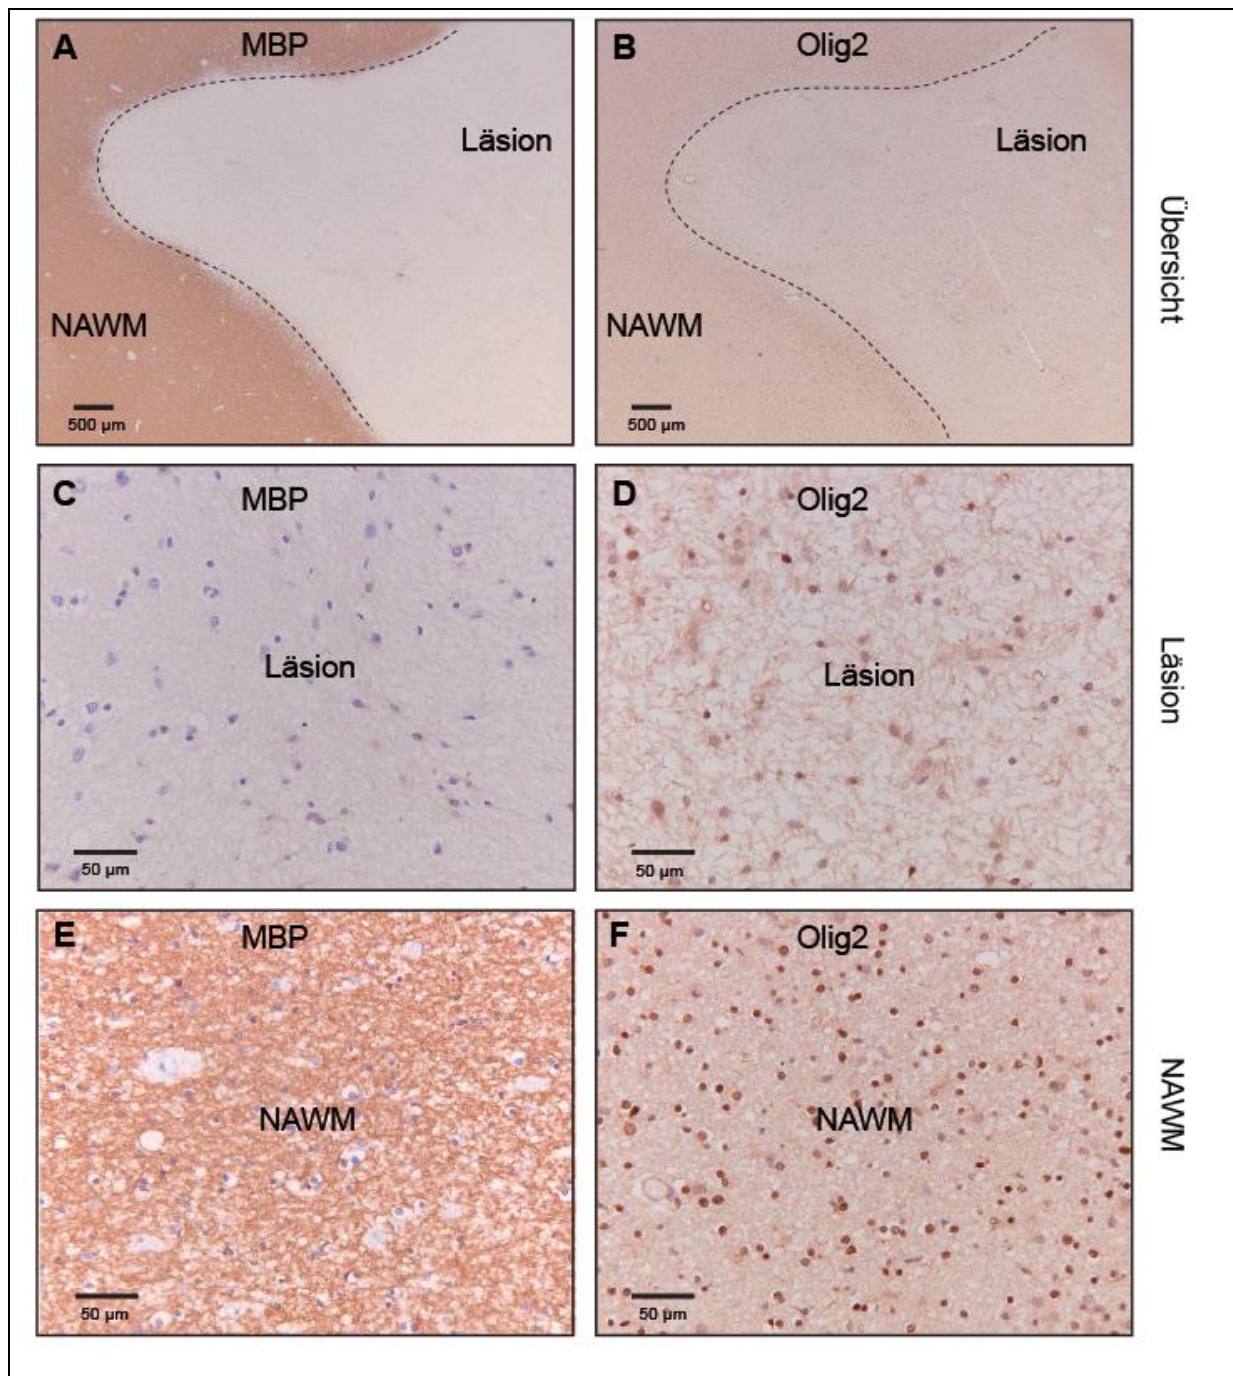 A MBP
B Olig2
Läsion
Läsion
NAWM
NAWM
500 µm
500 µm
Übersicht
C MBP
D Olig2
Läsion
Läsion
50 µm
50 µm
Läsion
E MBP
F Olig2
NAWM
NAWM
50 µm
50 µm
NAWM